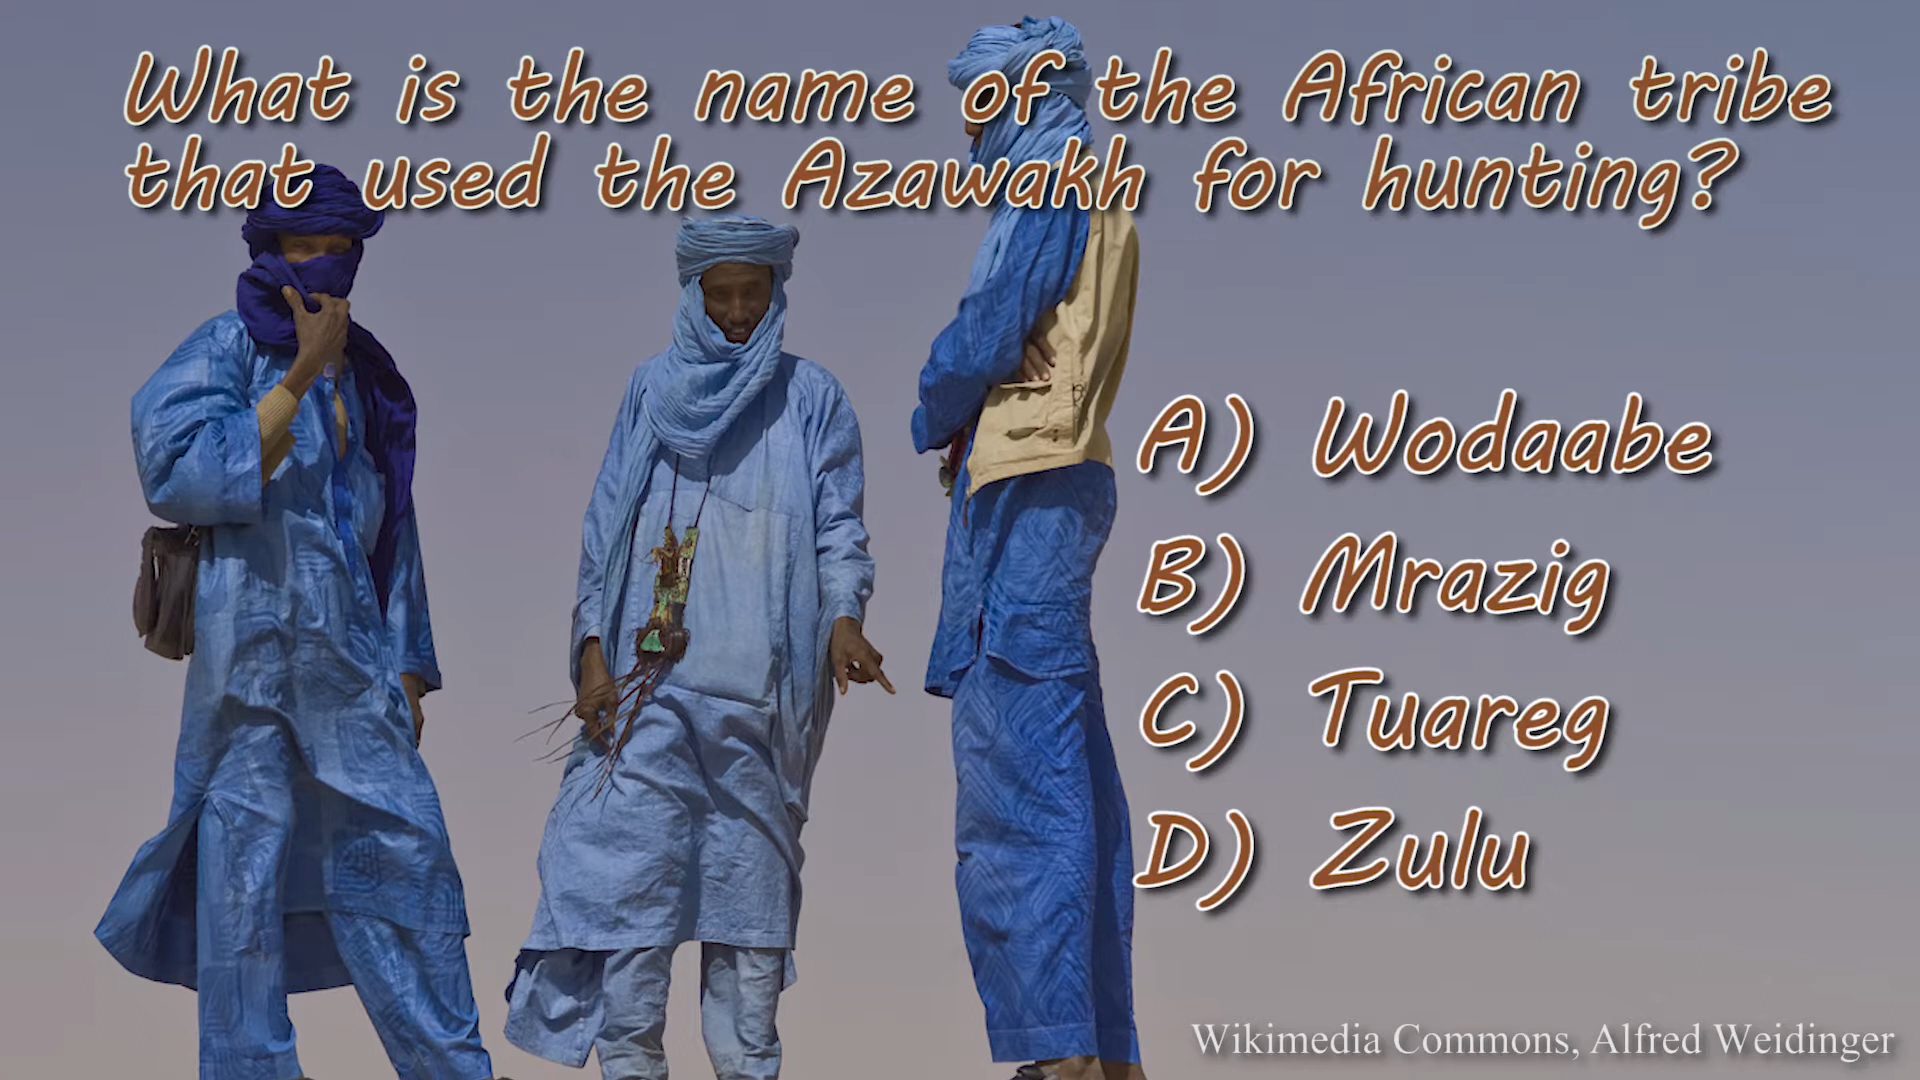 What is the name of the African tribe
that used the Azawakh for hunting?
A) Wodaabe
B) Mrazig
C) Tuareg
D) Zulu
Wikimedia Commons, Alfred Weidinger